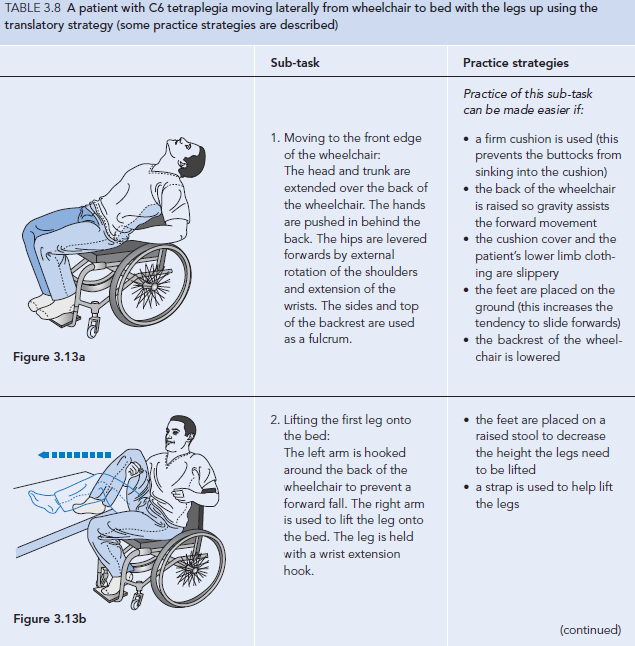 TABLE 3.8 A patient with C6 tetraplegia moving laterally from wheelchair to bed with the legs up using the
translatory strategy (some practice strategies are described)
Sub-task
Practice strategies
Practice of this sub-task
can be made easier if:
1. Moving to the front edge
of the wheelchair:
The head and trunk are
extended over the back of
the wheelchair. The hands
are pushed in behind the
back. The hips are levered
forwards by external
rotation of the shoulders
and extension of the
wrists. The sides and top
of the backrest are used
as a fulcrum.
• a firm cushion is used (this
prevents the buttocks from
sinking into the cushion)
• the back of the wheelchair
is raised so gravity assists
the forward movement
• the cushion cover and the
patient's lower limb cloth-
ing are slippery
• the feet are placed on the
ground (this increases the
tendency to slide forwards)
• the backrest of the wheel-
chair is lowered
Figure 3.13a
2. Lifting the first leg onto
the bed:
The left arm is hooked
around the back of the
wheelchair to prevent a
forward fall. The right arm
is used to lift the leg onto
the bed. The leg is held
with a wrist extension
hook.
• the feet are placed on a
raised stool to decrease
the height the legs need
to be lifted
• a strap is used to help lift
the legs
Figure 3.13b
(continued)